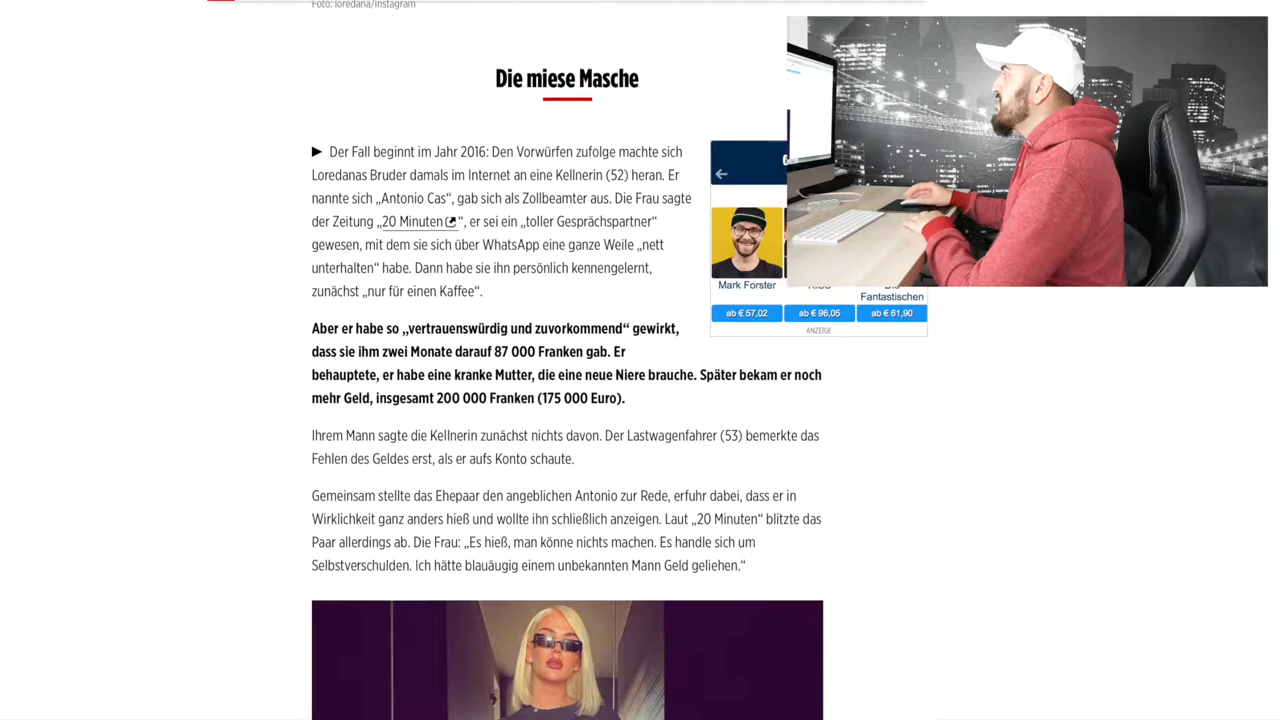 Foto: loredana/instagram
Die miese Masche
► Der Fall beginnt im Jahr 2016: Den Vorwürfen zufolge machte sich
Loredanas Bruder damals im Internet an eine Kellnerin (52) heran. Er
nannte sich „Antonio Cas“, gab sich als Zollbeamter aus. Die Frau sagte
der Zeitung „20 Minuten“, er sei ein „toller Gesprächspartner“
gewesen, mit dem sie sich über WhatsApp eine ganze Weile „nett
unterhalten“ habe. Dann habe sie ihn persönlich kennengelernt,
zunächst „nur für einen Kaffee“.
Aber er habe so „vertrauenswürdig und zuvorkommend“ gewirkt,
dass sie ihm zwei Monate darauf 87 000 Franken gab. Er
behauptete, er habe eine kranke Mutter, die eine neue Niere brauche. Später bekam er noch
mehr Geld, insgesamt 200 000 Franken (175 000 Euro).
Ihrem Mann sagte die Kellnerin zunächst nichts davon. Der Lastwagenfahrer (53) bemerkte das
Fehlen des Geldes erst, als er aufs Konto schaute.
Gemeinsam stellte das Ehepaar den angeblichen Antonio zur Rede, erfuhr dabei, dass er in
Wirklichkeit ganz anders hieß und wollte ihn schließlich anzeigen. Laut „20 Minuten“ blitzte das
Paar allerdings ab. Die Frau: „Es hieß, man könne nichts machen. Es handle sich um
Selbstverschulden. Ich hätte blauäugig einem unbekannten Mann Geld geliehen.“
Mark Forster
Fantastischen
ab € 57,02
ab € 96,05
ab € 61,90
ANZEIGE